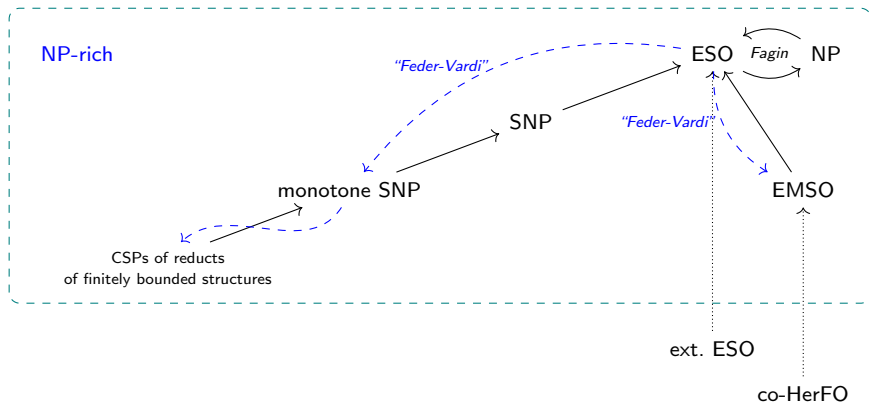 NP-rich
ESO
Fagin
NP
“Feder-Vardi”
SNP
“Feder-Vardi”
monotone SNP
EMSO
CSPs of reducts
of finitely bounded structures
ext. ESO
co-HerFO